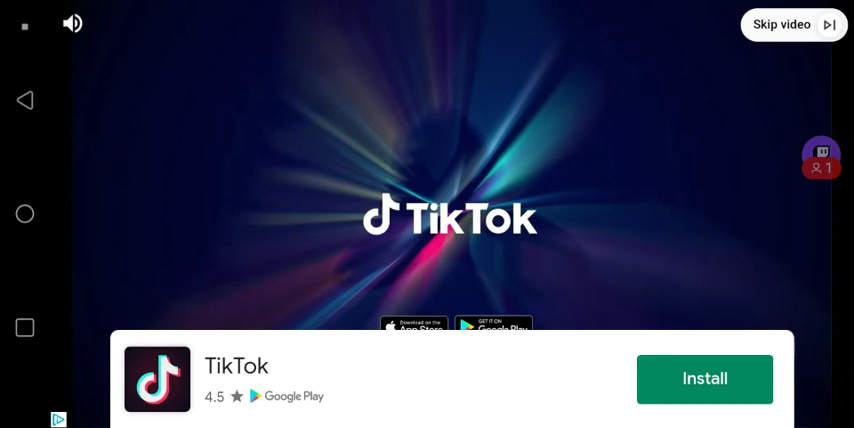 Skip video
1
TikTok
Download on the
App Store
GET IT ON
Google Play
TikTok
4.5 ★ Google Play
Install